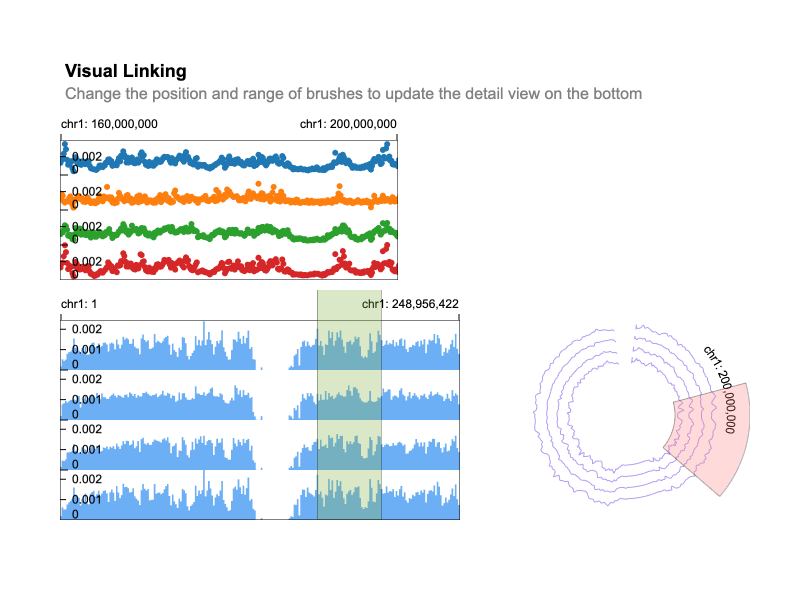 Visual Linking
Change the position and range of brushes to update the detail view on the bottom
chr1: 160,000,000
chr1: 200,000,000
0.002
0
0.002
0
0.002
0
0.002
0
chr1: 1
chr1: 248,956,422
0.002
0.001
0
0.002
0.001
0
0.002
0.001
0
0.002
0.001
0
chr1: 200,000,000